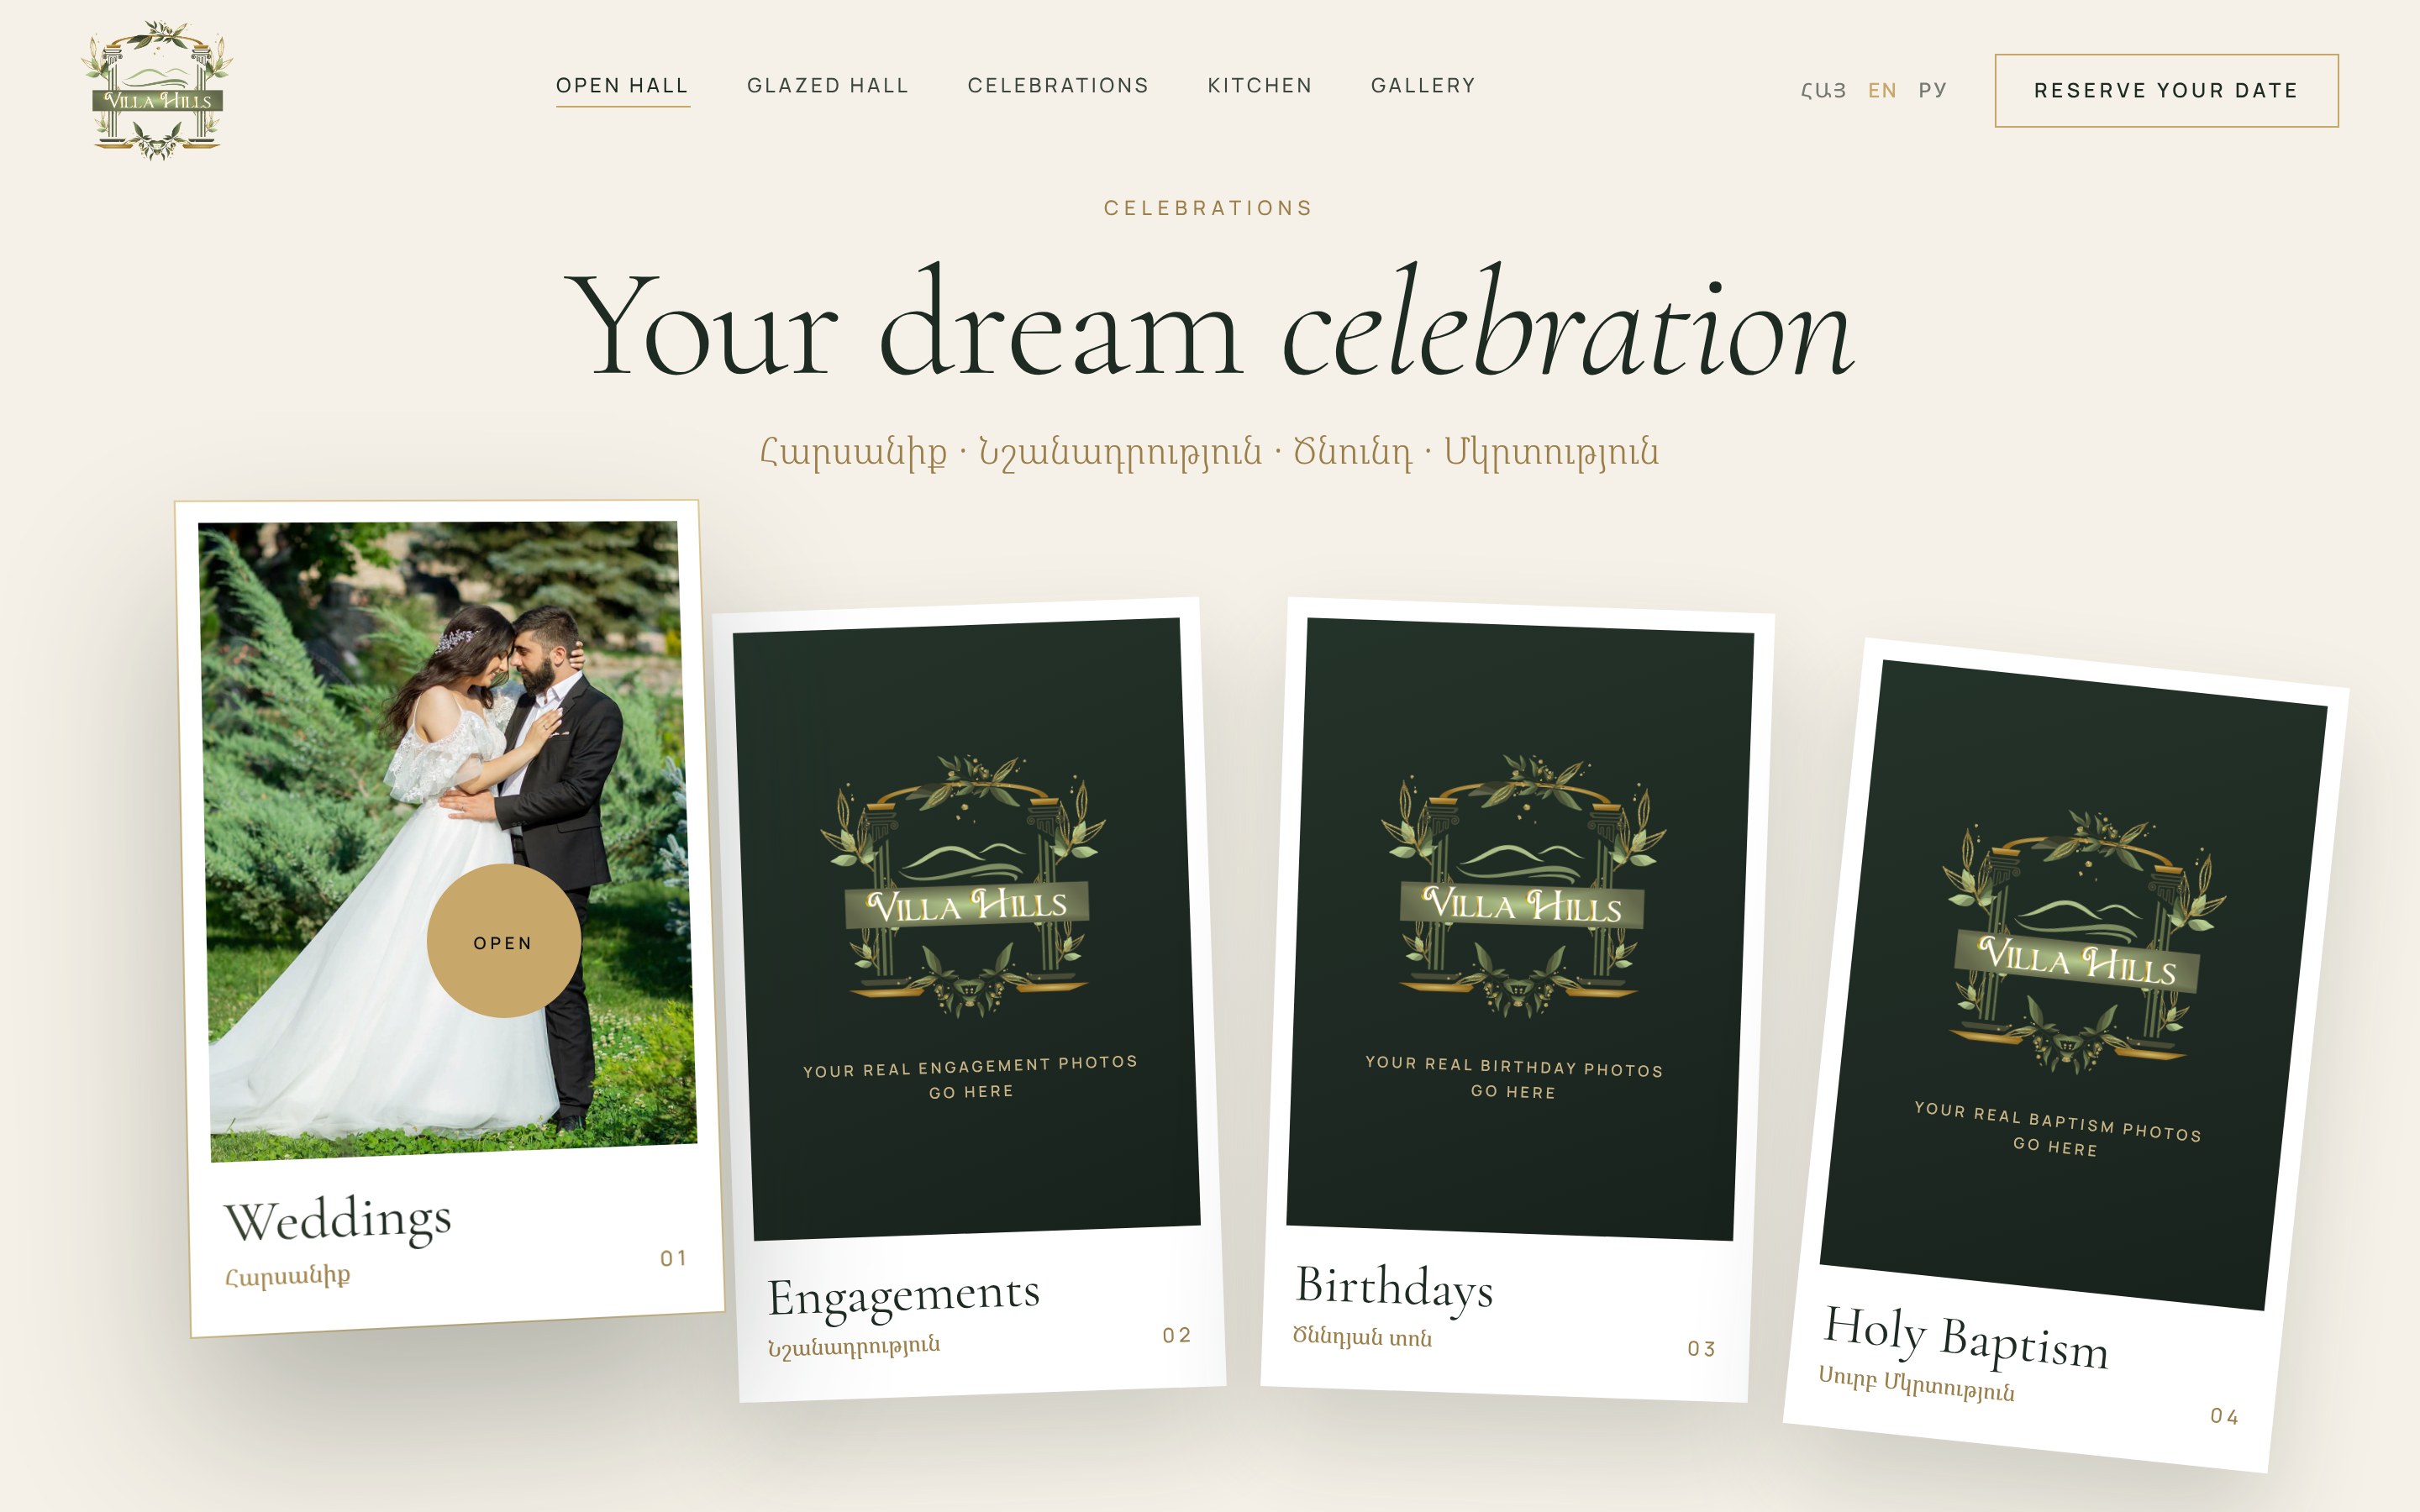 VILLA HILLS
OPEN HALL
GLAZED HALL
CELEBRATIONS
KITCHEN
GALLERY
ՀԱՅ EN РУ
RESERVE YOUR DATE
CELEBRATIONS
Your dream celebration
Հարսանիք · Նշանադրություն · Ծնունդ · Մկրտություն
OPEN
Weddings
Հարսանիք
01
VILLA HILLS
YOUR REAL ENGAGEMENT PHOTOS
GO HERE
Engagements
Նշանադրություն
02
VILLA HILLS
YOUR REAL BIRTHDAY PHOTOS
GO HERE
Birthdays
Ծննդյան տոն
03
VILLA HILLS
YOUR REAL BAPTISM PHOTOS
GO HERE
Holy Baptism
Սուրբ Մկրտություն
04